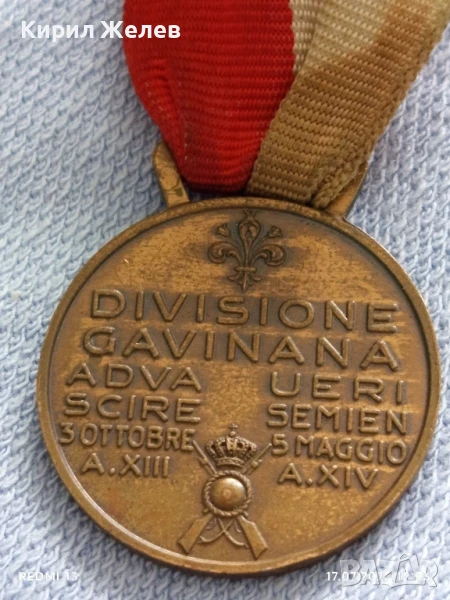 Кирил Желев
DIVISIONE
GAVINANA
ADVA UERI
SCIRE SEMIEN
3 OTTOBRE 5 MAGGIO
A.XIII A.XIV
REDMI 13